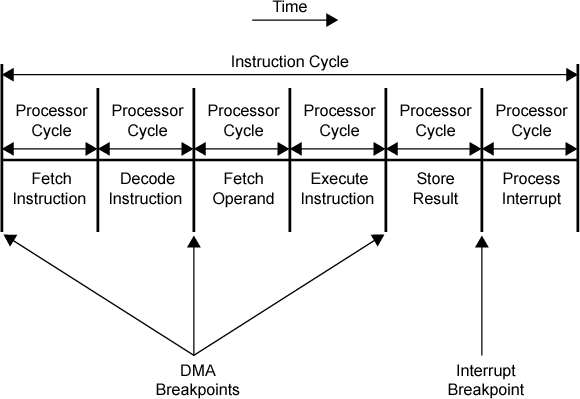 Time
Instruction Cycle
Processor Processor Processor Processor Processor Processor
Cycle Cycle Cycle Cycle Cycle Cycle
Fetch Decode Fetch Execute Store Process
Instruction Instruction Operand Instruction Result Interrupt
DMA Interrupt
Breakpoints Breakpoint